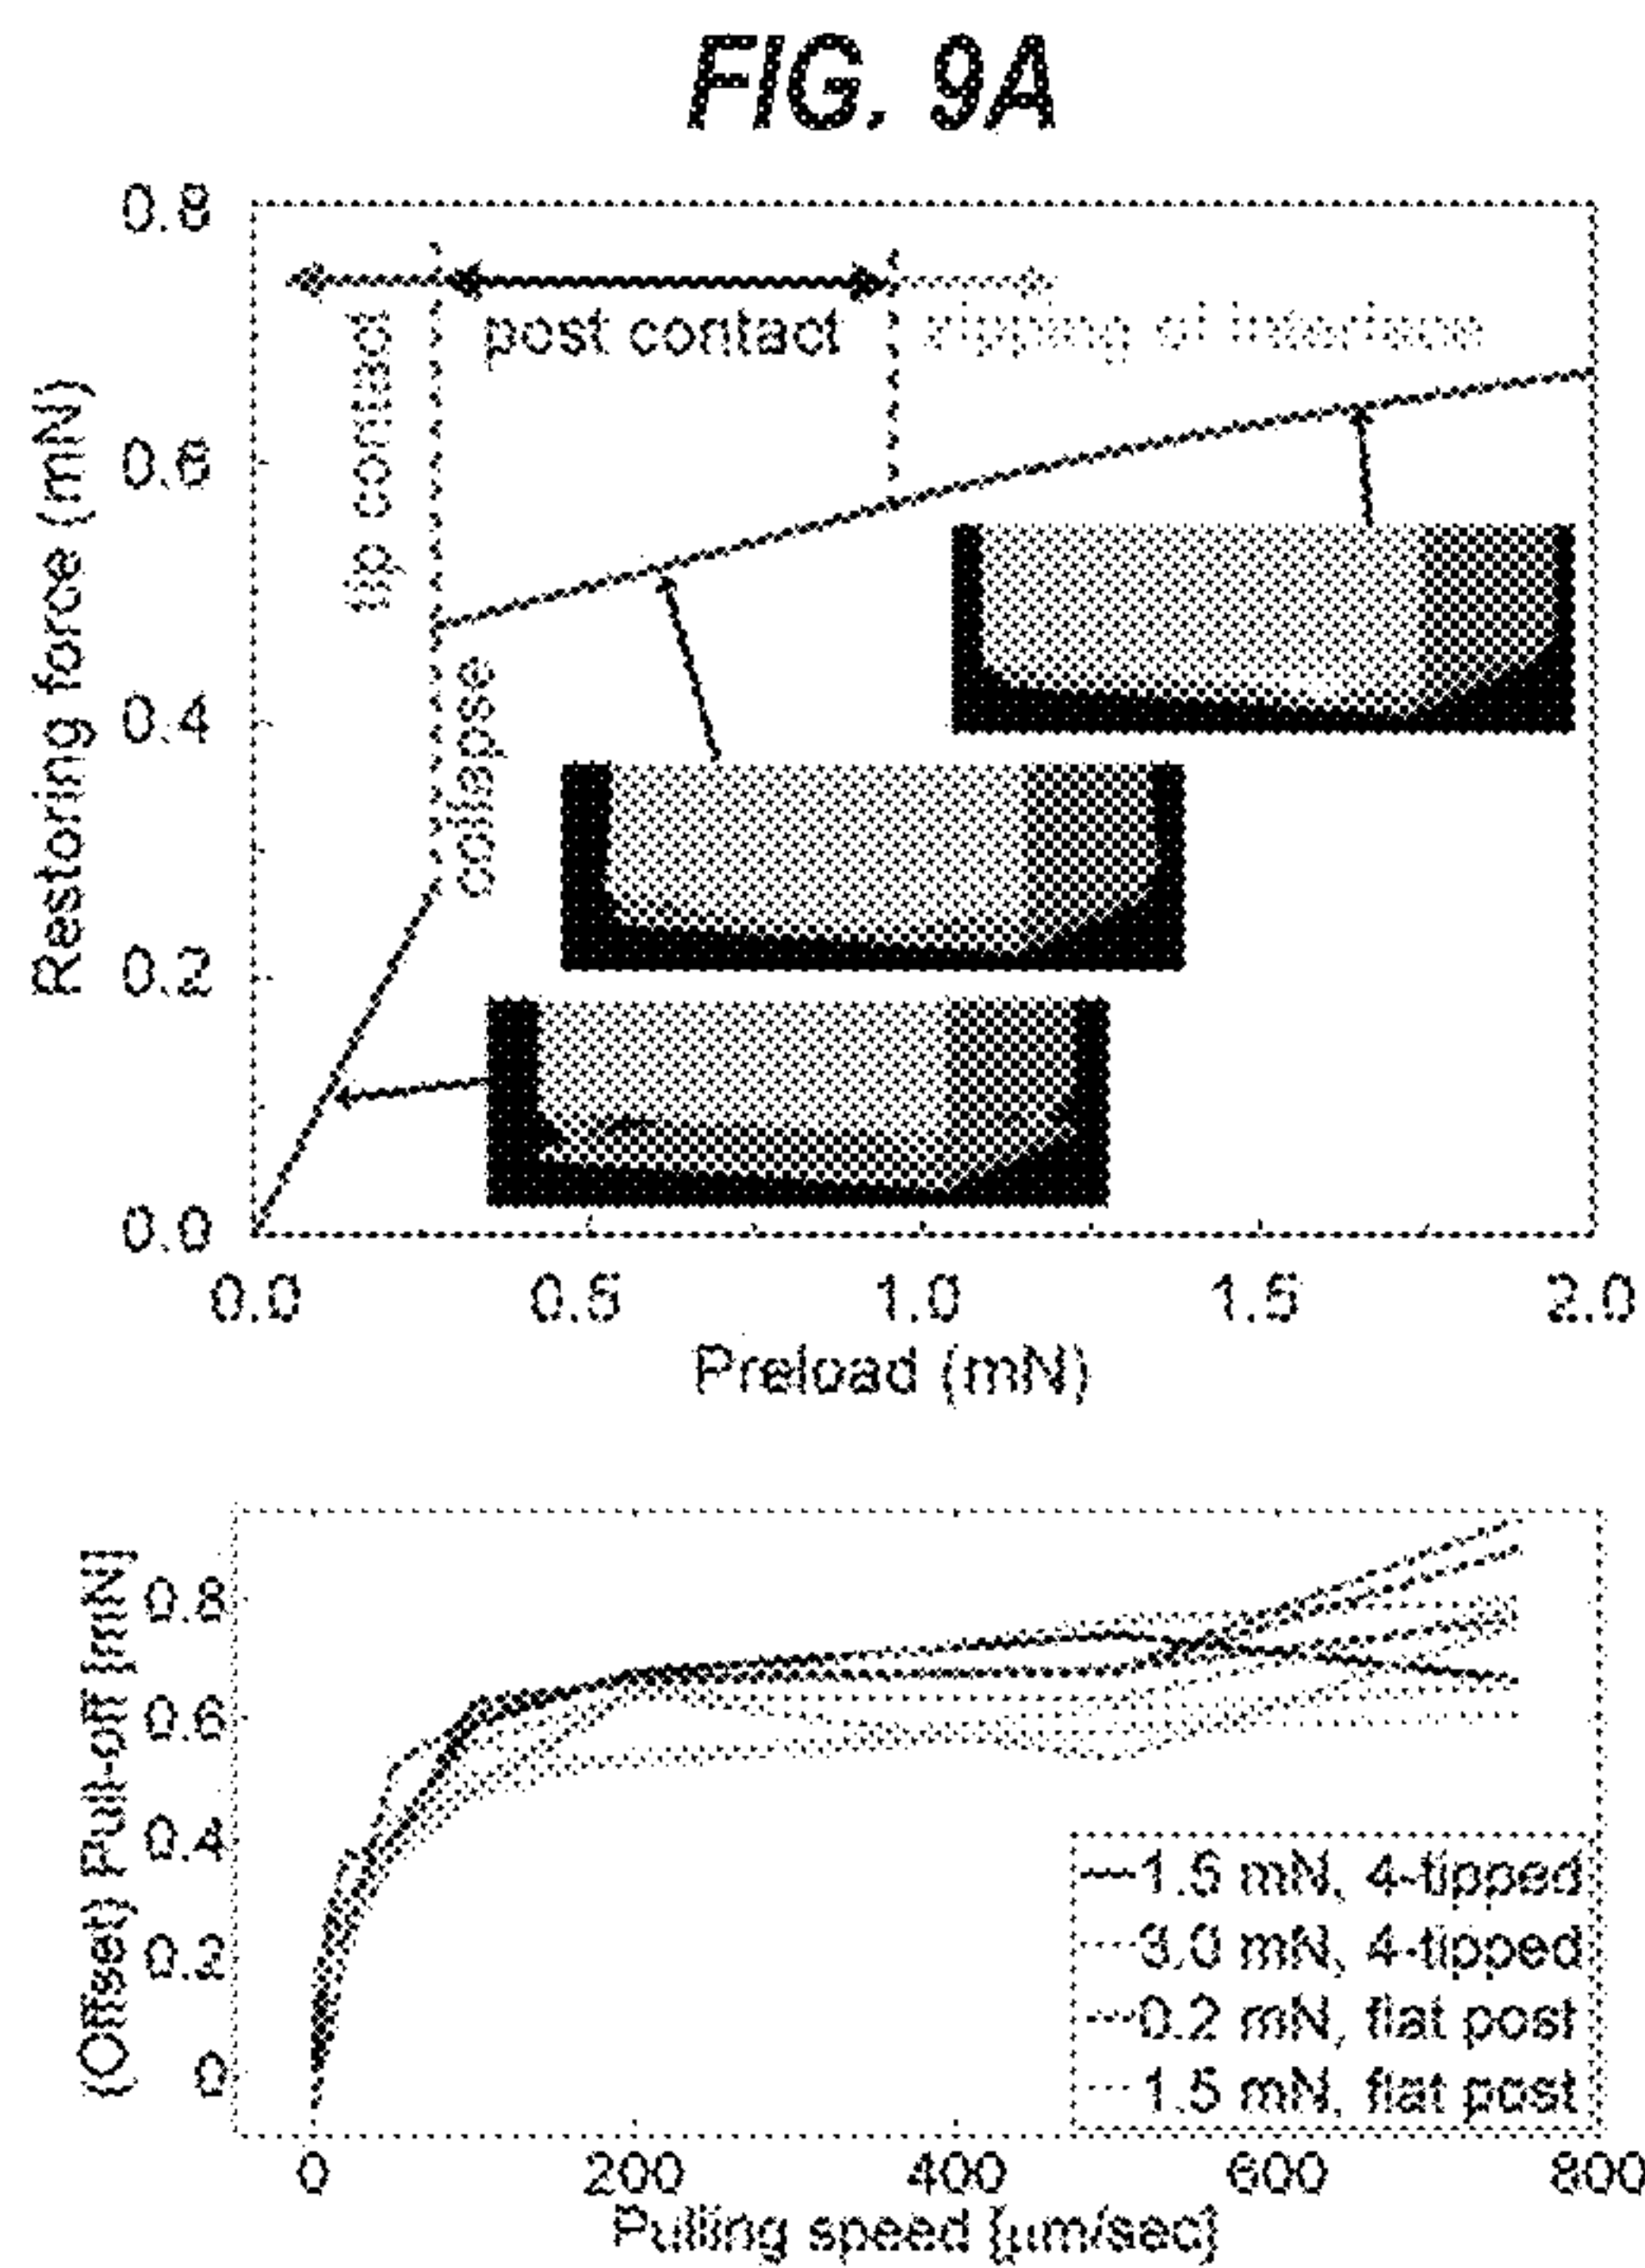 FIG. 9A
0.8
0.6
0.4
0.2
0.0
Restoring force (mN)
tip contact
post contact
zipping of interface
collapse
0.0 0.5 1.0 1.5 2.0
Preload (mN)
(Offset) Pull-off [mN]
0.8
0.6
0.4
0.2
0
1.5 mN, 4-tipped
3.0 mN, 4-tipped
0.2 mN, flat post
1.5 mN, flat post
0 200 400 600 800
Pulling speed [μm/sec]